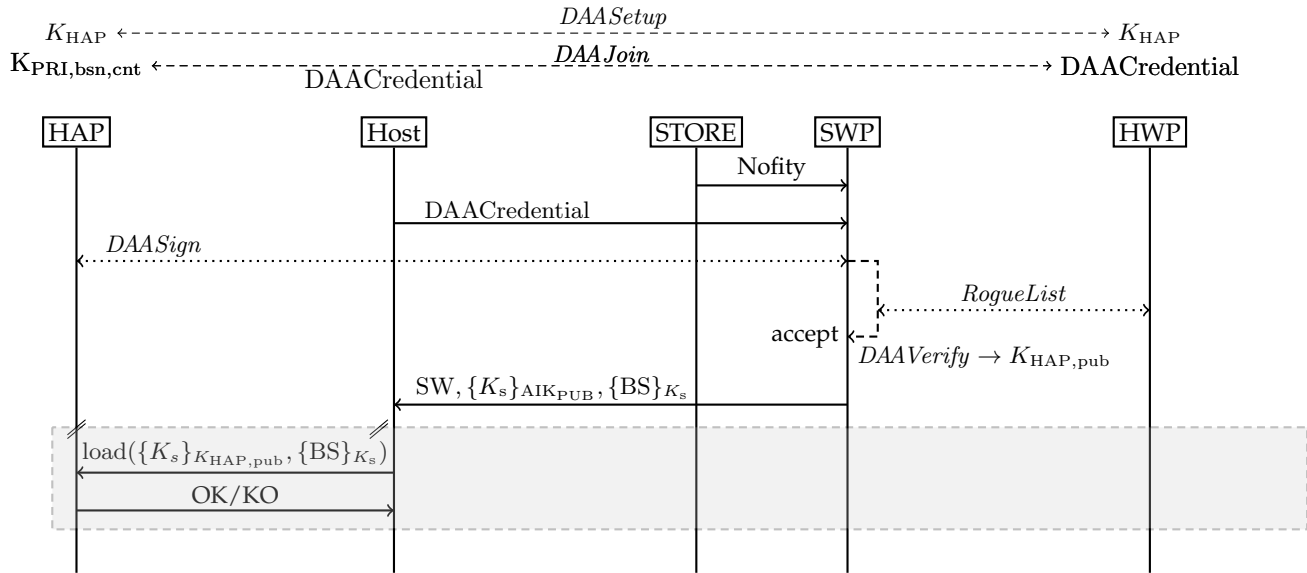 DAASetup
K_HAP K_HAP
DAAJoin
K_PRI,bsn,cnt DAACredential
DAACredential
HAP Host STORE SWP HWP
Nofity
DAACredential
DAASign
RogueList
accept
DAAVerify → K_HAP,pub
SW, {K_s}_AIK_PUB, {BS}_K_s
load({K_s}_K_HAP,pub, {BS}_K_s)
OK/KO